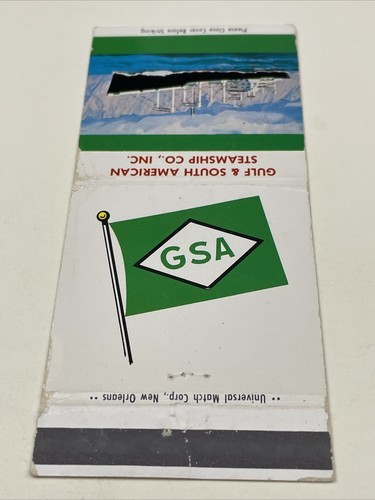 Please Close Cover Before Striking
GULF & SOUTH AMERICAN
STEAMSHIP CO., INC.
GSA
•• Universal Match Corp., New Orleans ••